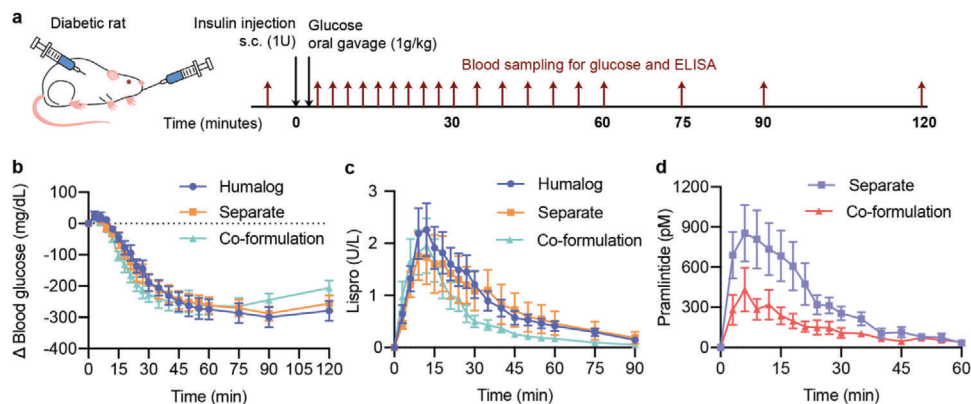 a
Diabetic rat
Insulin injection
s.c. (1U)
Glucose
oral gavage (1g/kg)
Blood sampling for glucose and ELISA
Time (minutes)
0
30
60
75
90
120
b
Δ Blood glucose (mg/dL)
100
0
-100
-200
-300
-400
Humalog
Separate
Co-formulation
0 15 30 45 60 75 90 105 120
Time (min)
c
Lispro (U/L)
3
2
1
0
Humalog
Separate
Co-formulation
0 15 30 45 60 75 90
Time (min)
d
Pramlintide (pM)
1200
900
600
300
0
Separate
Co-formulation
0 15 30 45 60
Time (min)